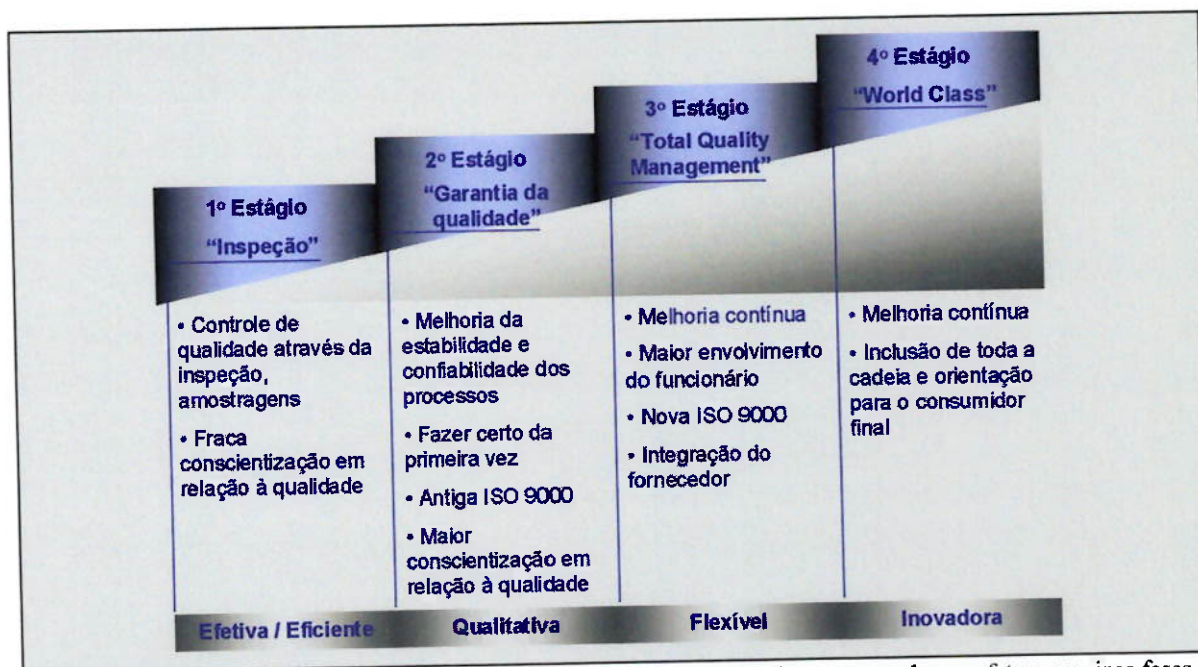 1º Estágio
"Inspeção"
• Controle de
qualidade através da
inspeção,
amostragens
• Fraca
conscientização em
relação à qualidade
Efetiva / Eficiente
2º Estágio
"Garantia da
qualidade"
• Melhoria da
estabilidade e
confiabilidade dos
processos
• Fazer certo da
primeira vez
• Antiga ISO 9000
• Maior
conscientização em
relação à qualidade
Qualitativa
3º Estágio
"Total Quality
Management"
• Melhoria contínua
• Maior envolvimento
do funcionário
• Nova ISO 9000
• Integração do
fornecedor
Flexível
4º Estágio
"World Class"
• Melhoria contínua
• Inclusão de toda a
cadeia e orientação
para o consumidor
final
Inovadora